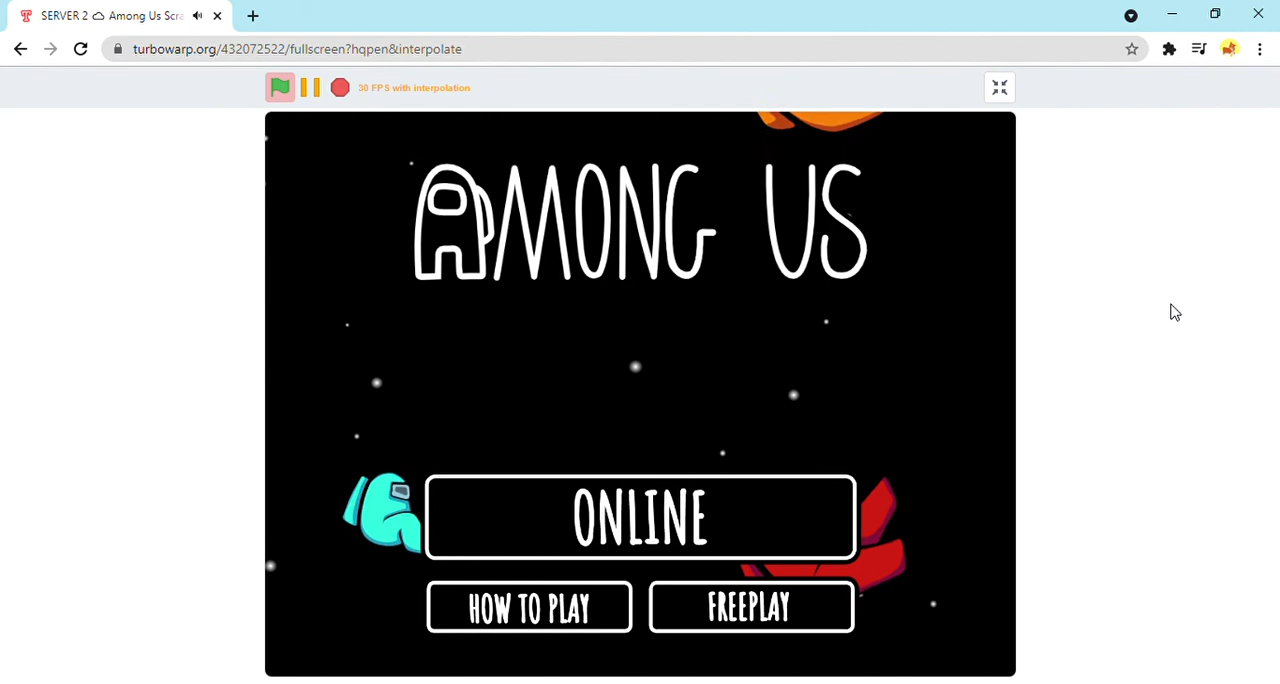 SERVER 2 ☁ Among Us Scra
turbowarp.org/432072522/fullscreen?hqpen&interpolate
30 FPS with interpolation
AMONG US
ONLINE
HOW TO PLAY
FREEPLAY